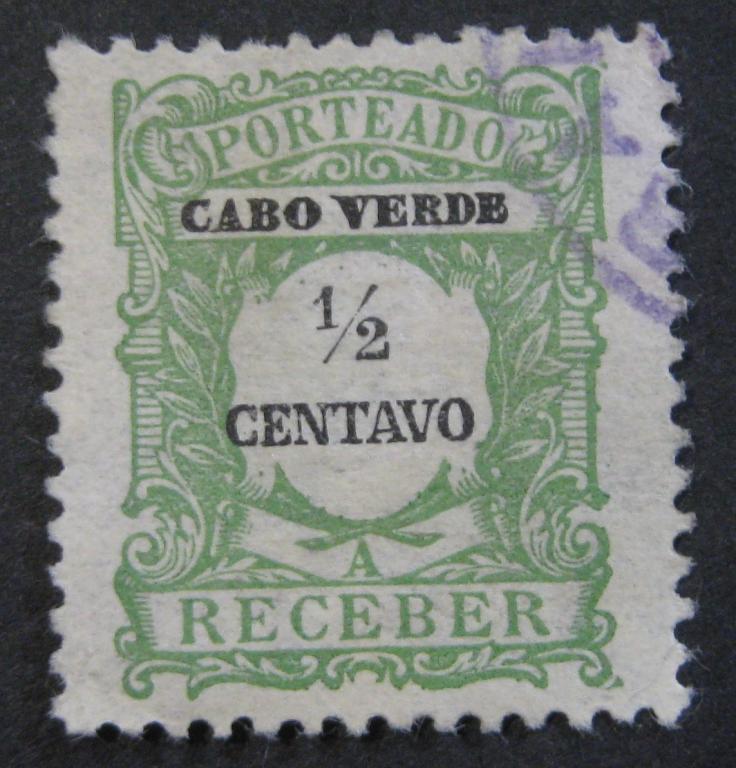 PORTEADO
CABO VERDE
1/2
CENTAVO
A
RECEBER